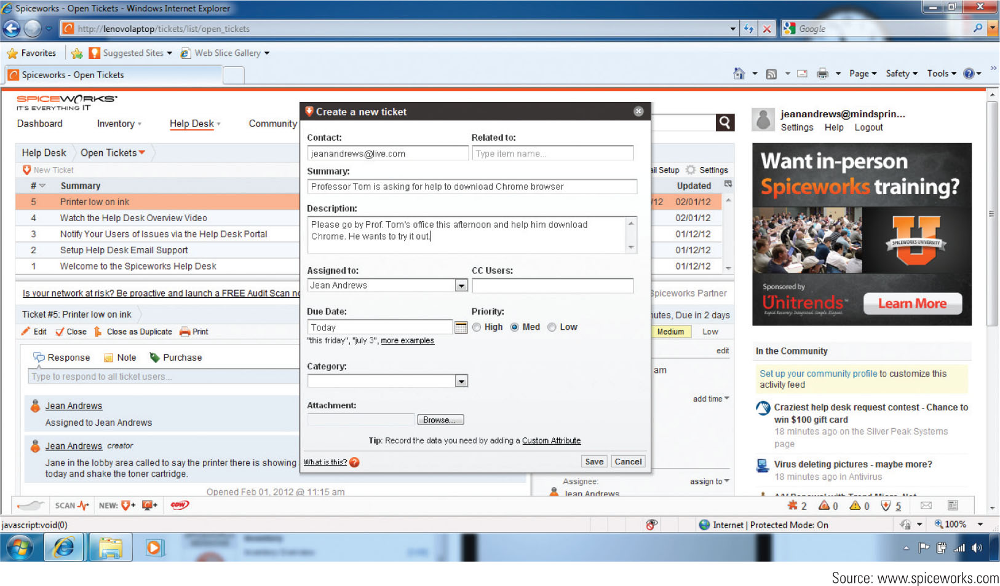 Spiceworks - Open Tickets - Windows Internet Explorer
http://lenovolaptop/tickets/list/open_tickets
Google
Favorites
Suggested Sites
Web Slice Gallery
Spiceworks - Open Tickets
Page
Safety
Tools
SPICEWORKS
IT'S EVERYTHING IT
Dashboard
Inventory
Help Desk
Community
jeanandrews@mindsprin...
Settings Help Logout
Help Desk
Open Tickets
New Ticket
ail Setup
Settings
# Summary
Updated
5 Printer low on ink
/12 02/01/12
4 Watch the Help Desk Overview Video
02/01/12
3 Notify Your Users of Issues via the Help Desk Portal
01/12/12
2 Setup Help Desk Email Support
01/12/12
1 Welcome to the Spiceworks Help Desk
01/12/12
Is your network at risk? Be proactive and launch a FREE Audit Scan no
Spiceworks Partner
Ticket #5: Printer low on ink
nutes, Due in 2 days
Edit
Close
Close as Duplicate
Print
Medium
Low
Response
Note
Purchase
edit
Type to respond to all ticket users...
am
Jean Andrews
Assigned to Jean Andrews
add time
Jean Andrews creator
Jane in the lobby area called to say the printer there is showing
today and shake the toner cartridge.
Opened Feb 01, 2012 @ 11:15 am
Assignee:
assign to
Jean Andrews
Create a new ticket
Contact:
Related to:
jeanandrews@live.com
Type item name...
Summary:
Professor Tom is asking for help to download Chrome browser
Description:
Please go by Prof. Tom's office this afternoon and help him download
Chrome. He wants to try it out.
Assigned to:
CC Users:
Jean Andrews
Due Date:
Priority:
Today
High
Med
Low
"this friday", "july 3", more examples
Category:
Attachment:
Browse...
Tip: Record the data you need by adding a Custom Attribute
What is this?
?
Save
Cancel
Want in-person
Spiceworks training?
SPICEWORKS UNIVERSITY
Sponsored by
Unitrends™
Rapid Recovery. Integrated. Simple. Elegant.
Learn More
In the Community
Set up your community profile to customize this
activity feed
Craziest help desk request contest - Chance to
win $100 gift card
18 minutes ago on the Silver Peak Systems
page
Virus deleting pictures - maybe more?
18 minutes ago in Antivirus
SCAN
NEW:
CDW
2
0
0
5
javascript:void(0)
Internet | Protected Mode: On
100%
Source: www.spiceworks.com